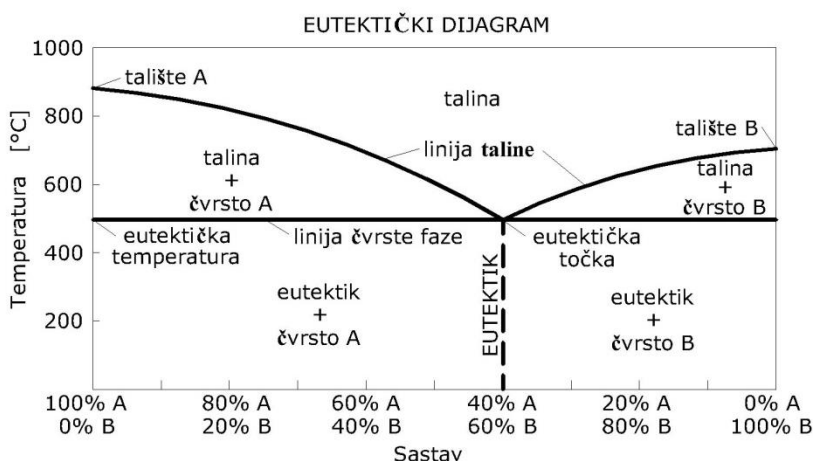 EUTEKTIČKI DIJAGRAM
Temperatura [°C]
1000
800
600
400
200
talište A
talina
talište B
linija taline
talina
+
čvrsto A
talina
+
čvrsto B
eutektička
temperatura
linija čvrste faze
eutektička
točka
eutektik
+
čvrsto A
EUTEKTIK
eutektik
+
čvrsto B
100% A
0% B
80% A
20% B
60% A
40% B
40% A
60% B
20% A
80% B
0% A
100% B
Sastav